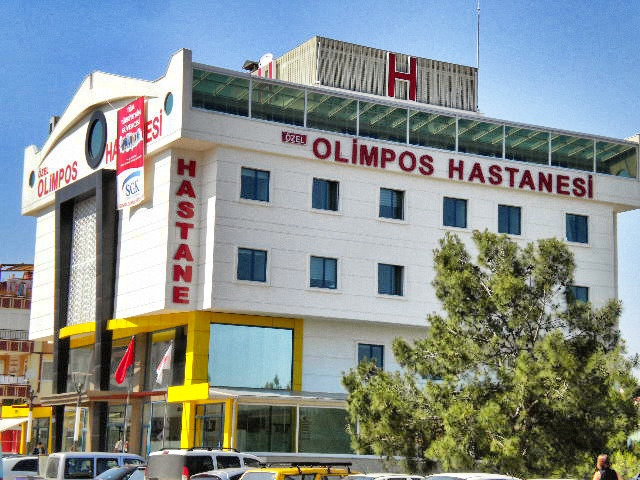 H
ÖZEL
OLİMPOS HASTANESİ
ÖZEL
OLİMPOS HASTANESİ
HASTANE
SGK